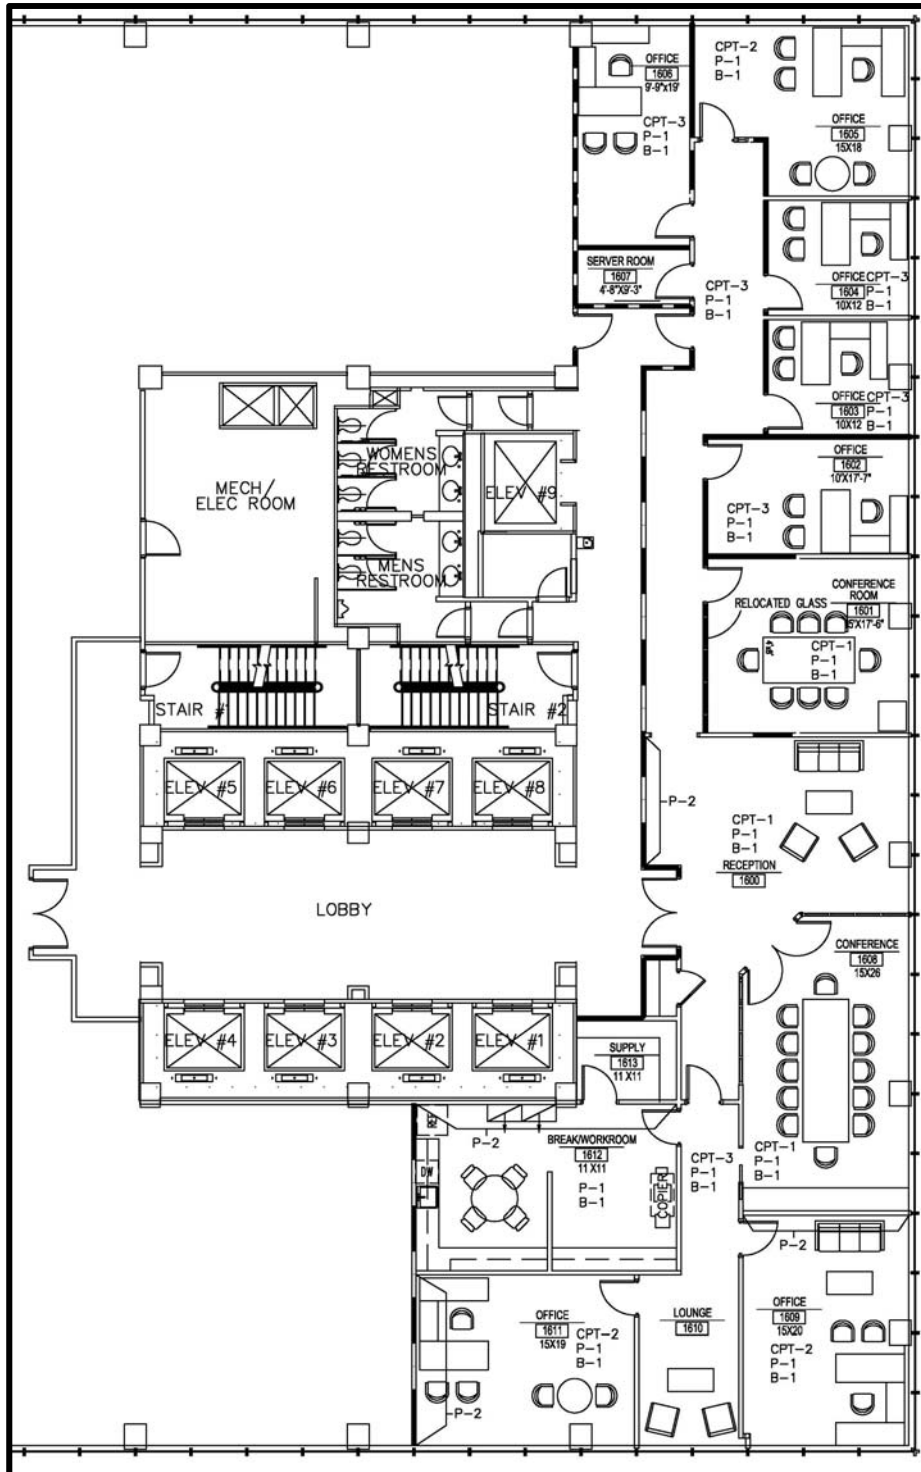 OFFICE
1606
9'-9"x19'
CPT-3
P-1
B-1
CPT-2
P-1
B-1
OFFICE
1605
15X18
SERVER ROOM
1607
4'-8"X9'-3"
CPT-3
P-1
B-1
OFFICE
1604
10X12
CPT-3
P-1
B-1
OFFICE
1603
10X12
CPT-3
P-1
B-1
OFFICE
1602
10'X17'-7"
CPT-3
P-1
B-1
MECH/
ELEC ROOM
WOMENS
RESTROOM
ELEV #9
MENS
RESTROOM
CONFERENCE
ROOM
1601
5'X17'-6"
RELOCATED GLASS
CPT-1
P-1
B-1
STAIR #1
STAIR #2
ELEV #5
ELEV #6
ELEV #7
ELEV #8
P-2
CPT-1
P-1
B-1
RECEPTION
1600
LOBBY
CONFERENCE
1608
15X26
ELEV #4
ELEV #3
ELEV #2
ELEV #1
SUPPLY
1613
11 X11
CPT-1
P-1
B-1
REF
P-2
BREAK/WORKROOM
1612
11 X11
P-1
B-1
DW
COPIER
CPT-3
P-1
B-1
P-2
OFFICE
1611
15X19
CPT-2
P-1
B-1
P-2
LOUNGE
1610
OFFICE
1609
15X20
CPT-2
P-1
B-1